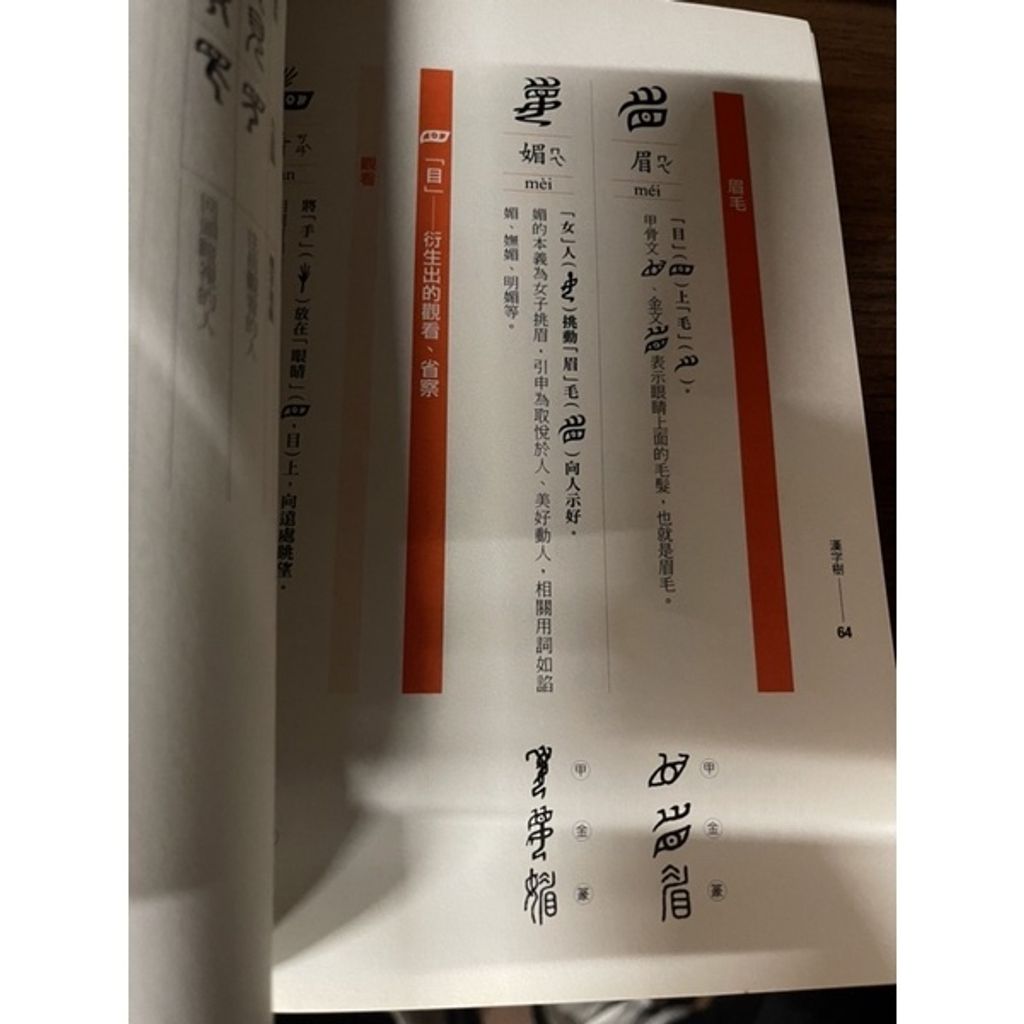 漢字樹 64
眉毛
眉 ㄇㄟˊ
méi
「目」( )上「毛」( )。
甲骨文 、金文 表示眼睛上面的毛髮,也就是眉毛。
甲
金
篆
媚 ㄇㄟˋ
mèi
「女」人( )挑動「眉」毛( )向人示好。
媚的本義為女子挑眉,引申為取悅於人、美好動人,相關用詞如諂
媚、嫵媚、明媚等。
甲
金
篆
「目」——衍生出的觀看、省察
觀看
將「手」( )放在「眼睛」( ,目)上,向遠處眺望。